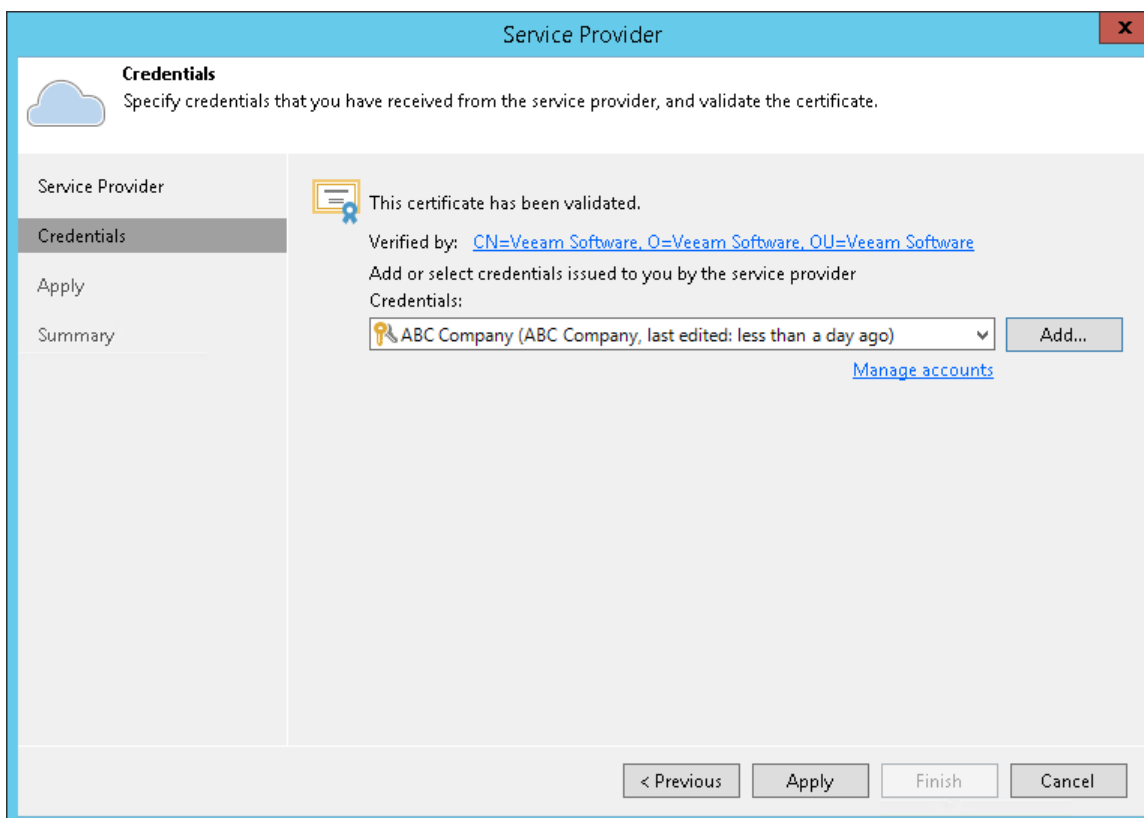 Service Provider
x
Credentials
Specify credentials that you have received from the service provider, and validate the certificate.
Service Provider
Credentials
Apply
Summary
This certificate has been validated.
Verified by: CN=Veeam Software, O=Veeam Software, OU=Veeam Software
Add or select credentials issued to you by the service provider
Credentials:
ABC Company (ABC Company, last edited: less than a day ago)
Add...
Manage accounts
< Previous
Apply
Finish
Cancel